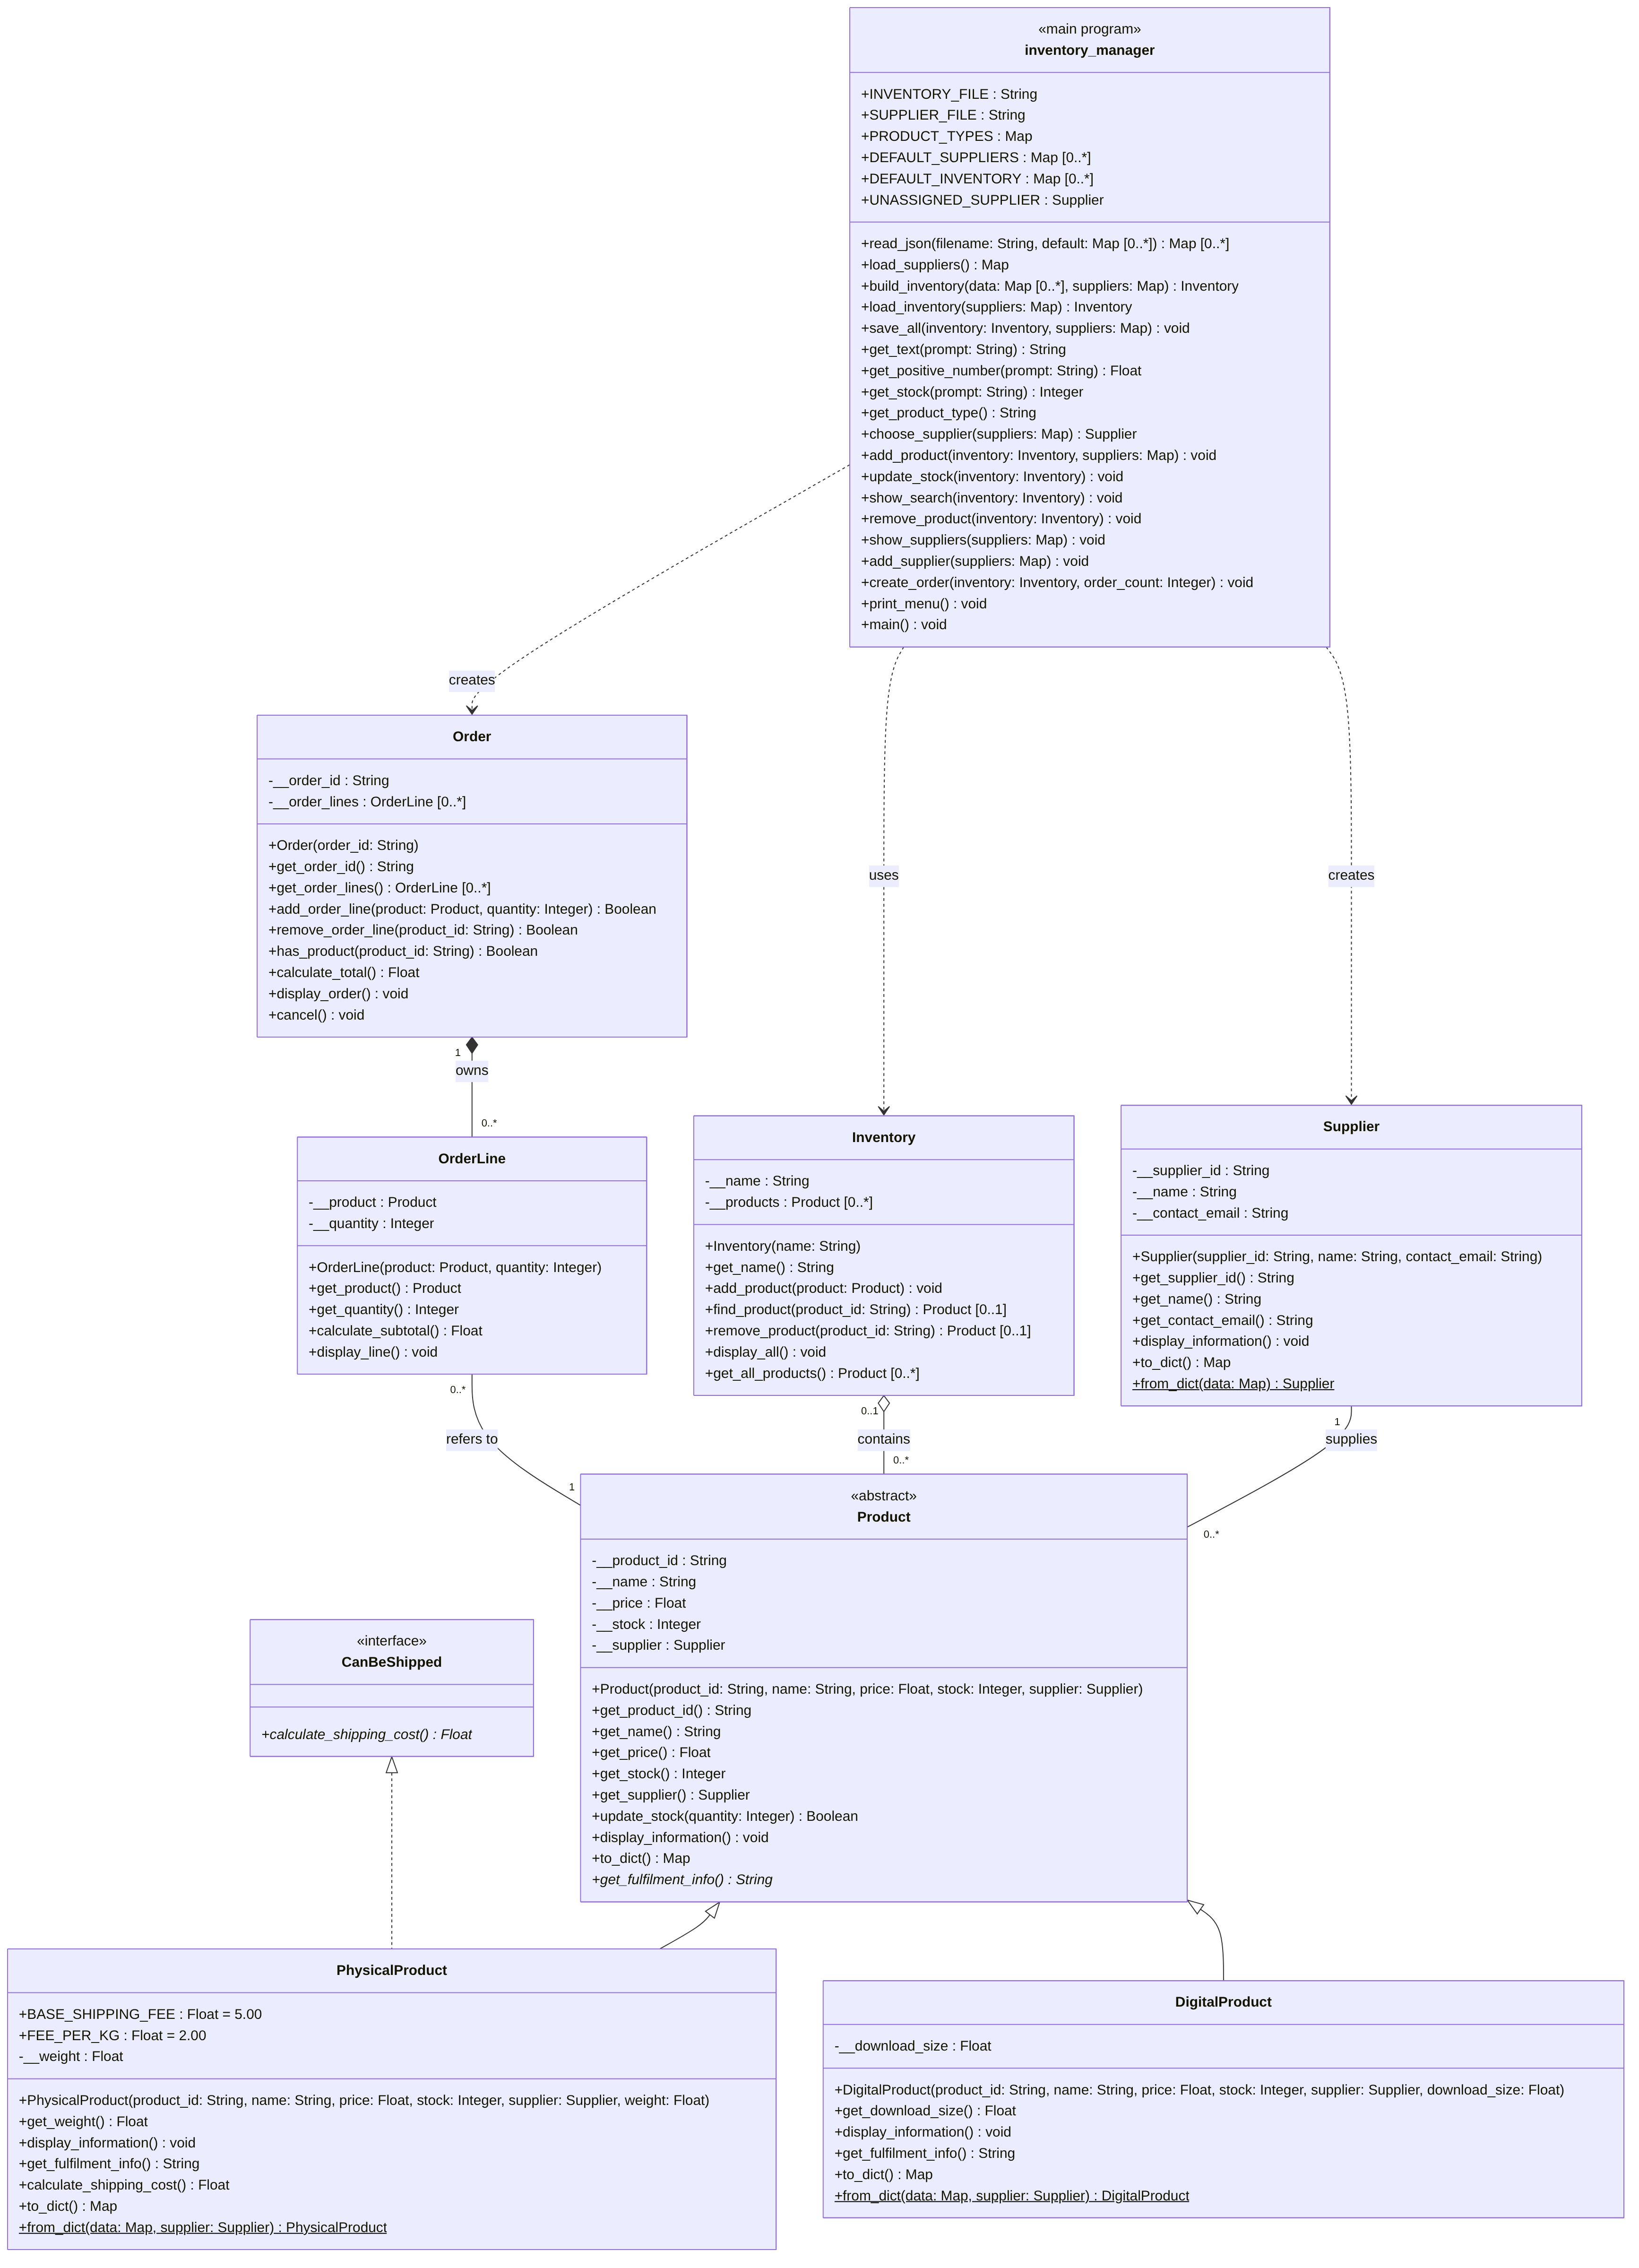 «main program»
inventory_manager
+INVENTORY_FILE : String
+SUPPLIER_FILE : String
+PRODUCT_TYPES : Map
+DEFAULT_SUPPLIERS : Map [0..*]
+DEFAULT_INVENTORY : Map [0..*]
+UNASSIGNED_SUPPLIER : Supplier
+read_json(filename: String, default: Map [0..*]) : Map [0..*]
+load_suppliers() : Map
+build_inventory(data: Map [0..*], suppliers: Map) : Inventory
+load_inventory(suppliers: Map) : Inventory
+save_all(inventory: Inventory, suppliers: Map) : void
+get_text(prompt: String) : String
+get_positive_number(prompt: String) : Float
+get_stock(prompt: String) : Integer
+get_product_type() : String
+choose_supplier(suppliers: Map) : Supplier
+add_product(inventory: Inventory, suppliers: Map) : void
+update_stock(inventory: Inventory) : void
+show_search(inventory: Inventory) : void
+remove_product(inventory: Inventory) : void
+show_suppliers(suppliers: Map) : void
+add_supplier(suppliers: Map) : void
+create_order(inventory: Inventory, order_count: Integer) : void
+print_menu() : void
+main() : void
creates
uses
creates
Order
-__order_id : String
-__order_lines : OrderLine [0..*]
+Order(order_id: String)
+get_order_id() : String
+get_order_lines() : OrderLine [0..*]
+add_order_line(product: Product, quantity: Integer) : Boolean
+remove_order_line(product_id: String) : Boolean
+has_product(product_id: String) : Boolean
+calculate_total() : Float
+display_order() : void
+cancel() : void
1
owns
0..*
OrderLine
-__product : Product
-__quantity : Integer
+OrderLine(product: Product, quantity: Integer)
+get_product() : Product
+get_quantity() : Integer
+calculate_subtotal() : Float
+display_line() : void
Inventory
-__name : String
-__products : Product [0..*]
+Inventory(name: String)
+get_name() : String
+add_product(product: Product) : void
+find_product(product_id: String) : Product [0..1]
+remove_product(product_id: String) : Product [0..1]
+display_all() : void
+get_all_products() : Product [0..*]
Supplier
-__supplier_id : String
-__name : String
-__contact_email : String
+Supplier(supplier_id: String, name: String, contact_email: String)
+get_supplier_id() : String
+get_name() : String
+get_contact_email() : String
+display_information() : void
+to_dict() : Map
+from_dict(data: Map) : Supplier
0..*
refers to
1
0..1
contains
0..*
1
supplies
0..*
«abstract»
Product
-__product_id : String
-__name : String
-__price : Float
-__stock : Integer
-__supplier : Supplier
+Product(product_id: String, name: String, price: Float, stock: Integer, supplier: Supplier)
+get_product_id() : String
+get_name() : String
+get_price() : Float
+get_stock() : Integer
+get_supplier() : Supplier
+update_stock(quantity: Integer) : Boolean
+display_information() : void
+to_dict() : Map
+get_fulfilment_info() : String
«interface»
CanBeShipped
+calculate_shipping_cost() : Float
PhysicalProduct
+BASE_SHIPPING_FEE : Float = 5.00
+FEE_PER_KG : Float = 2.00
-__weight : Float
+PhysicalProduct(product_id: String, name: String, price: Float, stock: Integer, supplier: Supplier, weight: Float)
+get_weight() : Float
+display_information() : void
+get_fulfilment_info() : String
+calculate_shipping_cost() : Float
+to_dict() : Map
+from_dict(data: Map, supplier: Supplier) : PhysicalProduct
DigitalProduct
-__download_size : Float
+DigitalProduct(product_id: String, name: String, price: Float, stock: Integer, supplier: Supplier, download_size: Float)
+get_download_size() : Float
+display_information() : void
+get_fulfilment_info() : String
+to_dict() : Map
+from_dict(data: Map, supplier: Supplier) : DigitalProduct